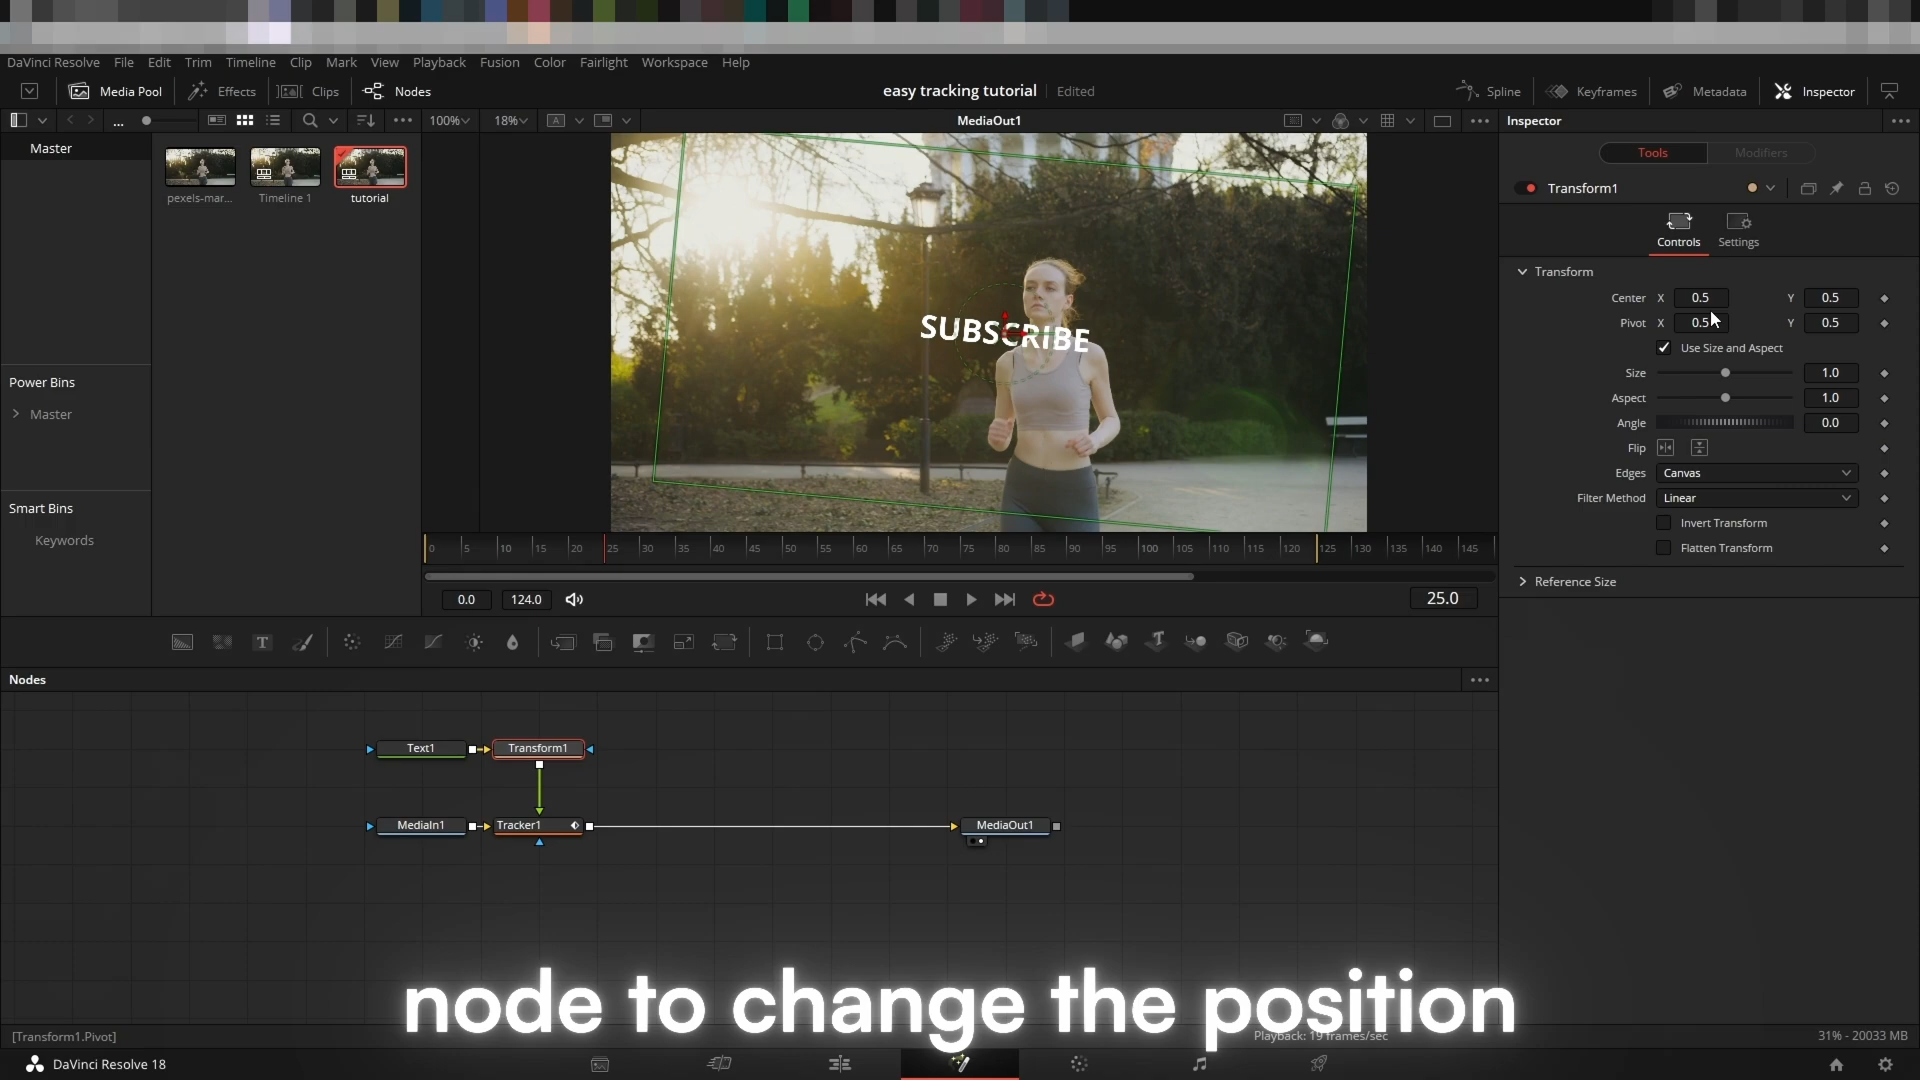 DaVinci Resolve File Edit Trim Timeline Clip Mark View Playback Fusion Color Fairlight Workspace Help
Media Pool Effects Clips Nodes easy tracking tutorial Edited Spline Keyframes Metadata Inspector
... 100% 18% A MediaOut1 Inspector
Master
pexels-mar... Timeline 1 tutorial
Power Bins
Master
Smart Bins
Keywords
SUBSCRIBE
Tools Modifiers
Transform1
Controls Settings
Transform
Center X 0.5 Y 0.5
Pivot X 0.5 Y 0.5
Use Size and Aspect
Size 1.0
Aspect 1.0
Angle 0.0
Flip
Edges Canvas
Filter Method Linear
Invert Transform
Flatten Transform
Reference Size
0 5 10 15 20 25 30 35 40 45 50 55 60 65 70 75 80 85 90 95 100 105 110 115 120 125 130 135 140 145
0.0 124.0 25.0
T T
Nodes
Text1 Transform1
MediaIn1 Tracker1 MediaOut1
node to change the position
[Transform1.Pivot] Playback: 19 frames/sec 31% - 20033 MB
DaVinci Resolve 18